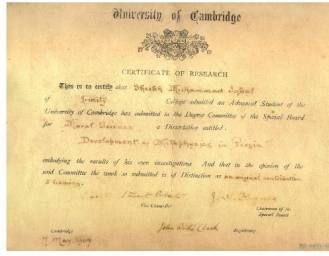 University of Cambridge
CERTIFICATE OF RESEARCH
This is to certify that Sheikh Muhammad Iqbal
of Trinity College admitted an Advanced Student of the
University of Cambridge has submitted to the Degree Committee of the Special Board
for Moral Science a Dissertation entitled
Development of Metaphysics in Persia
embodying the results of his own investigations. And that in the opinion of the
said Committee the work so submitted is of Distinction as an original contribution
to learning.
Vice-Chancellor
Chairman of the
Special Board
John Willis Clark Registrary
Cambridge
7 May